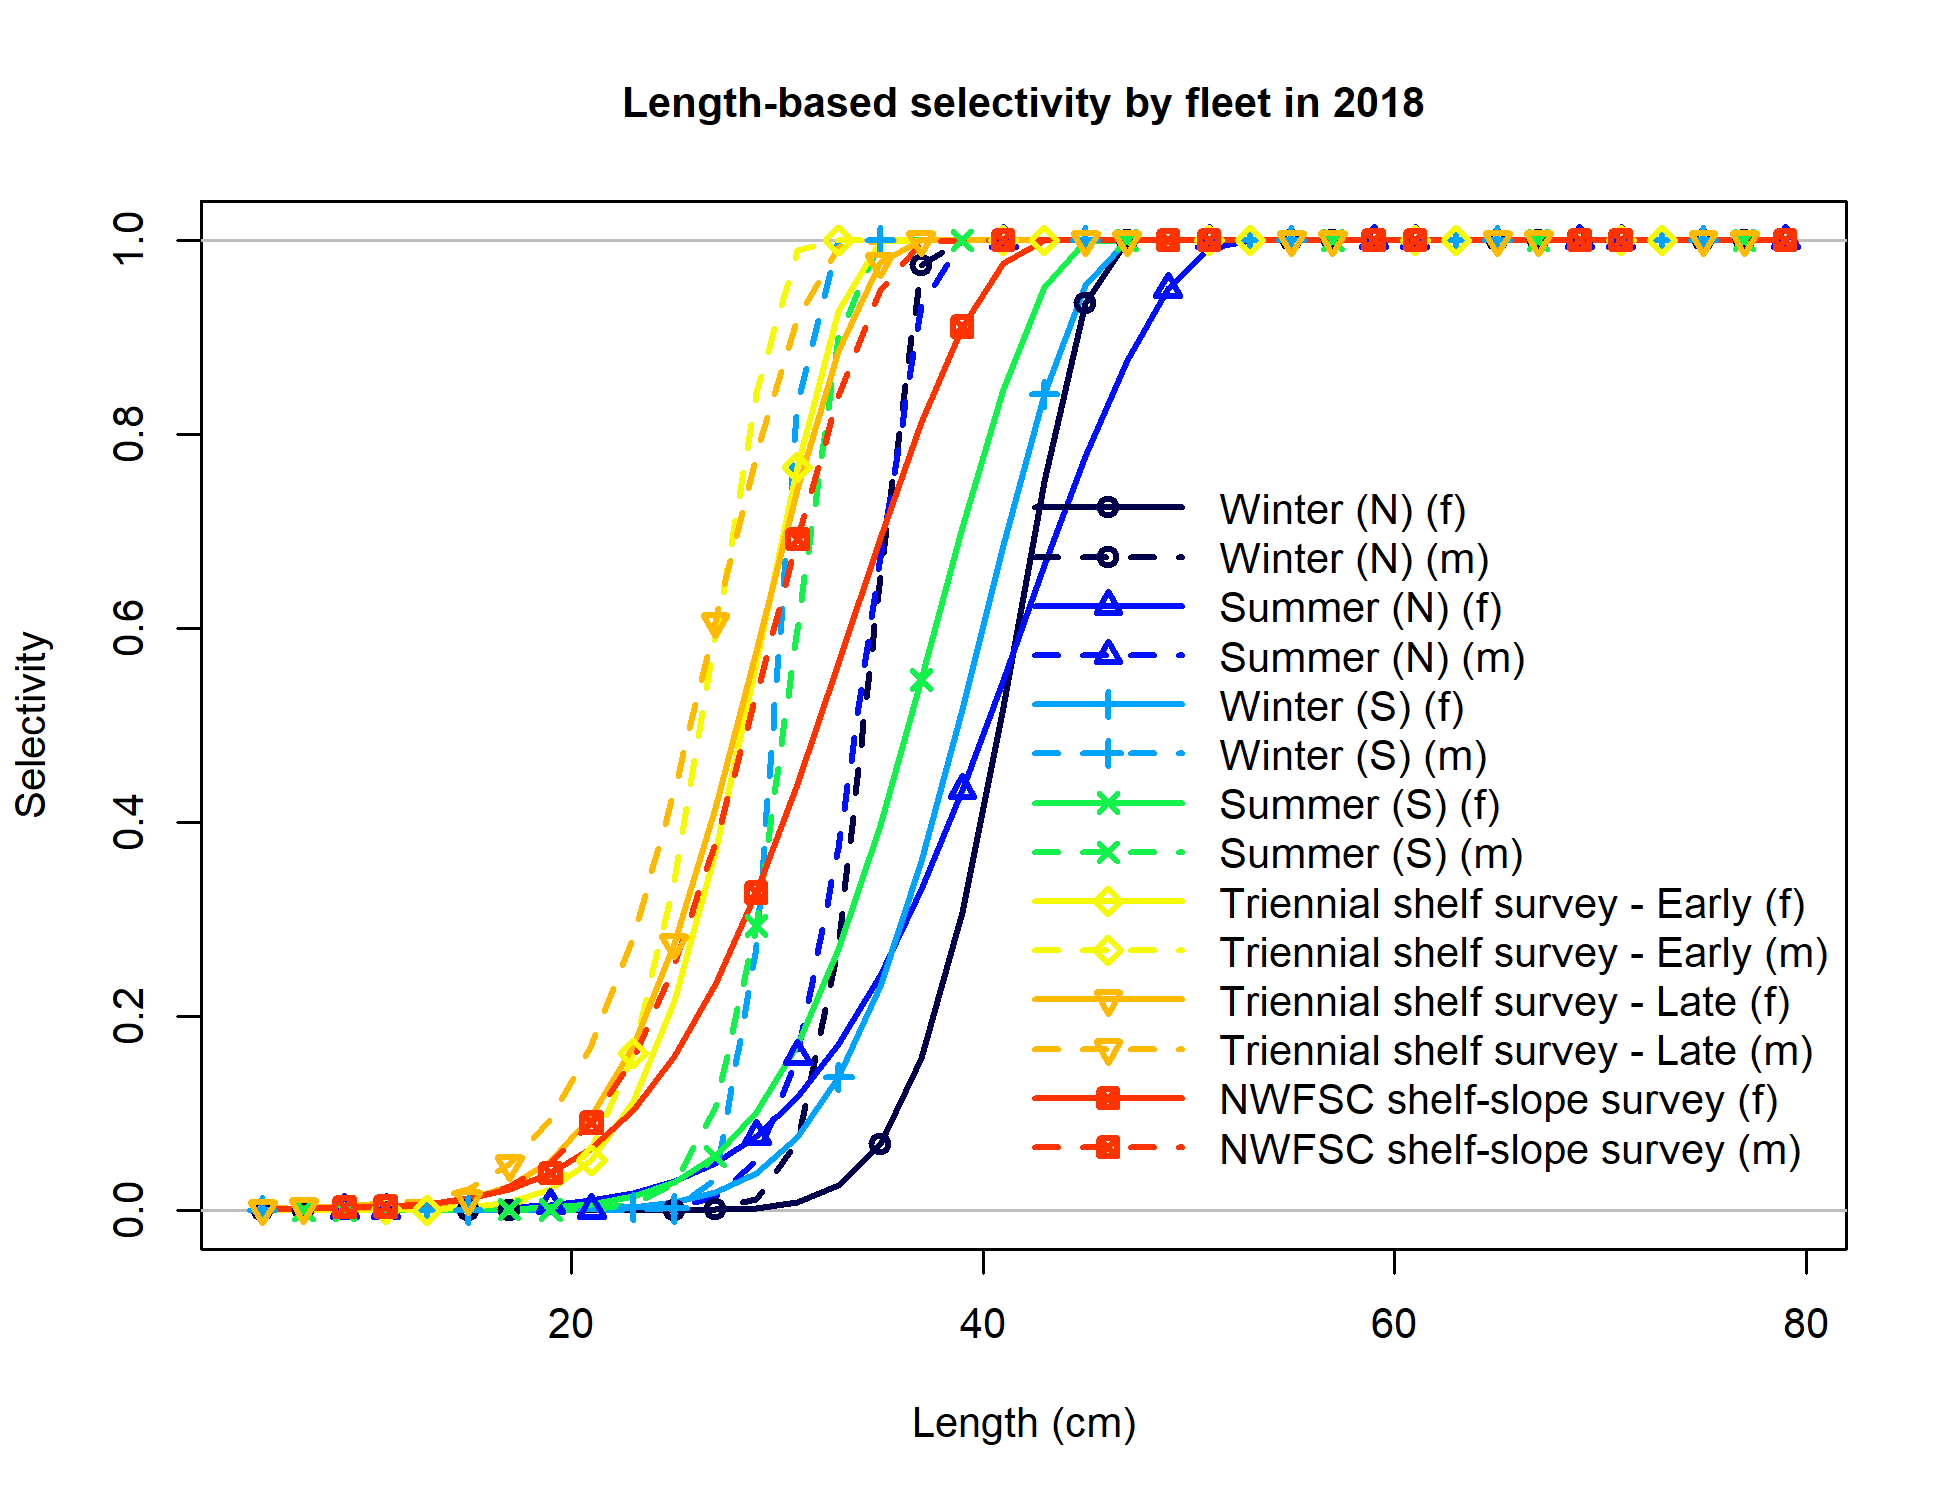 Length-based selectivity by fleet in 2018
Selectivity
1.0
0.8
0.6
0.4
0.2
0.0
Winter (N) (f)
Winter (N) (m)
Summer (N) (f)
Summer (N) (m)
Winter (S) (f)
Winter (S) (m)
Summer (S) (f)
Summer (S) (m)
Triennial shelf survey - Early (f)
Triennial shelf survey - Early (m)
Triennial shelf survey - Late (f)
Triennial shelf survey - Late (m)
NWFSC shelf-slope survey (f)
NWFSC shelf-slope survey (m)
20 40 60 80
Length (cm)